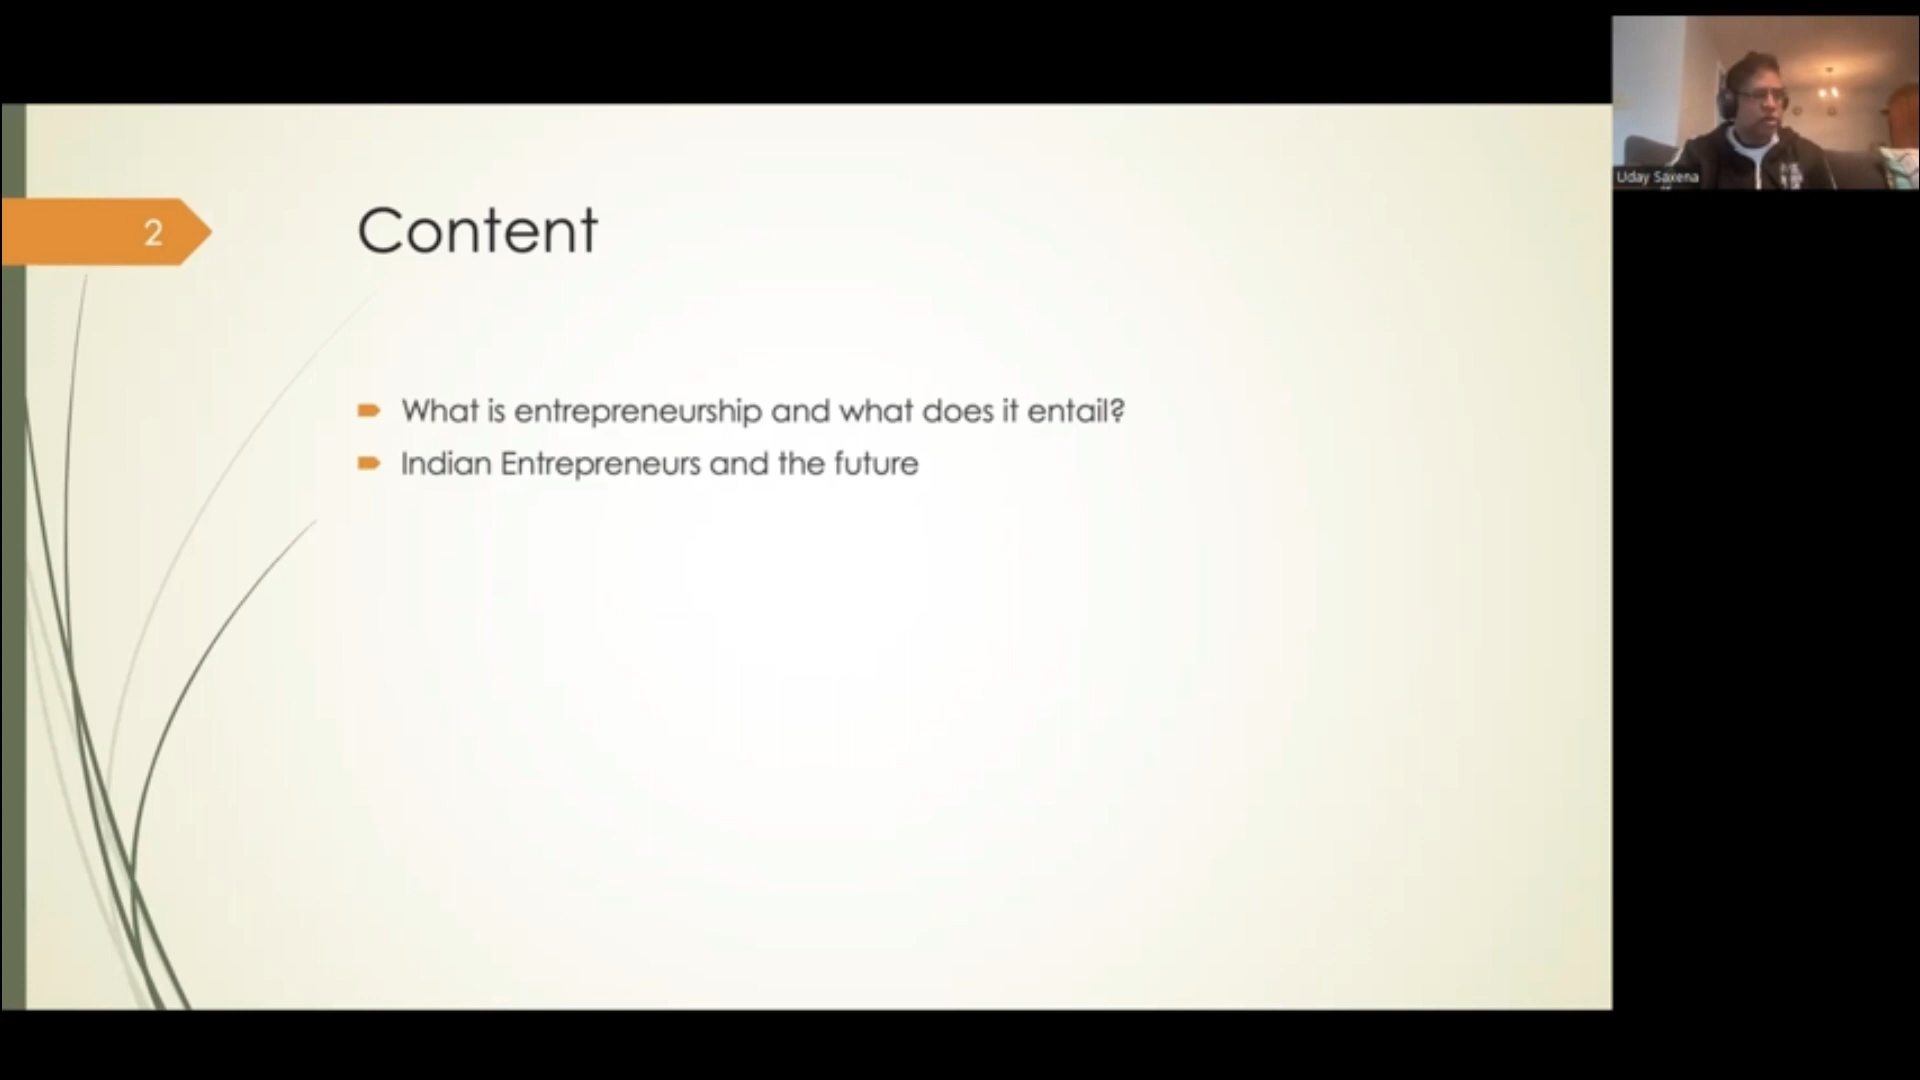 2
Content
What is entrepreneurship and what does it entail?
Indian Entrepreneurs and the future
Uday Saxena